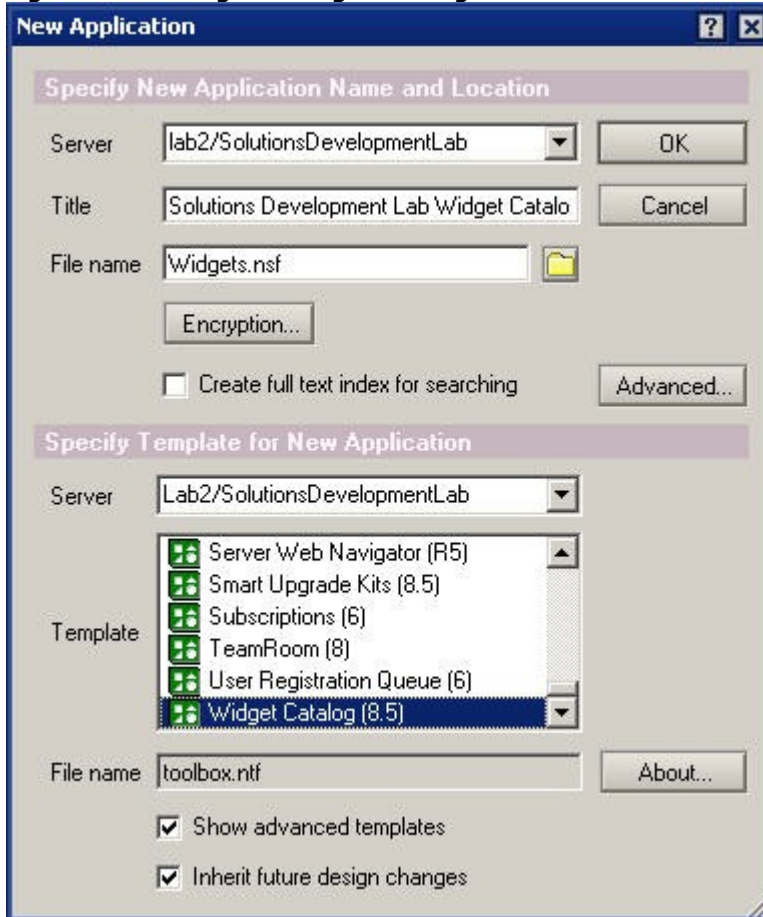 New Application
Specify New Application Name and Location
Server lab2/SolutionsDevelopmentLab OK
Title Solutions Development Lab Widget Catalo Cancel
File name Widgets.nsf
Encryption...
Create full text index for searching Advanced...
Specify Template for New Application
Server Lab2/SolutionsDevelopmentLab
Server Web Navigator (R5)
Smart Upgrade Kits (8.5)
Subscriptions (6)
Template TeamRoom (8)
User Registration Queue (6)
Widget Catalog (8.5)
File name toolbox.ntf About...
Show advanced templates
Inherit future design changes